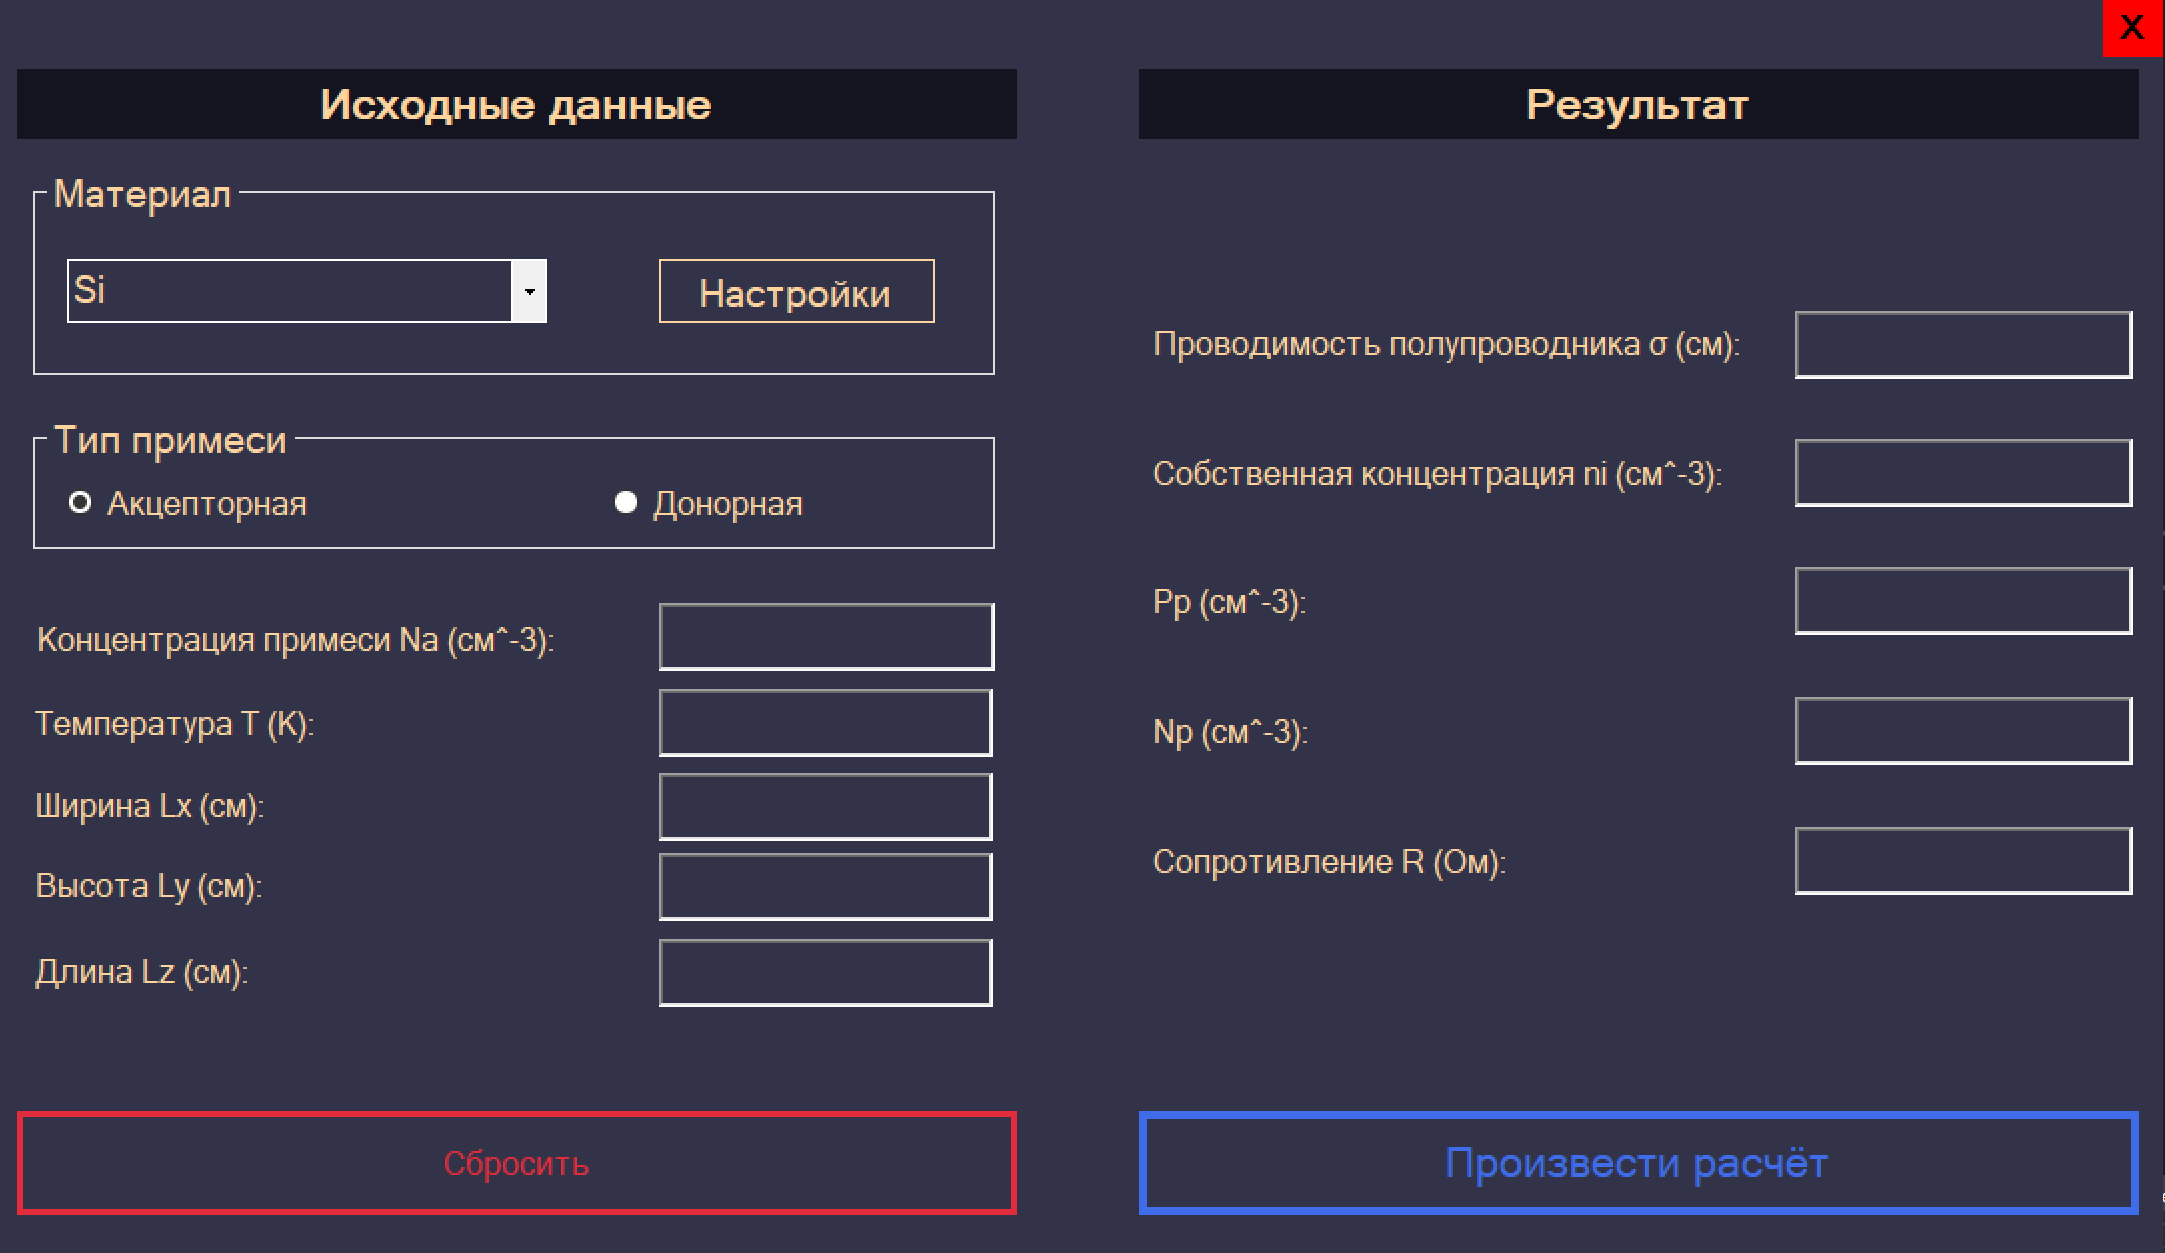 X
Исходные данные
Материал
Si
Настройки
Тип примеси
Акцепторная
Донорная
Концентрация примеси Na (см^-3):
Температура T (K):
Ширина Lx (см):
Высота Ly (см):
Длина Lz (см):
Сбросить
Результат
Проводимость полупроводника σ (см):
Собственная концентрация ni (см^-3):
Pp (см^-3):
Np (см^-3):
Сопротивление R (Ом):
Произвести расчёт